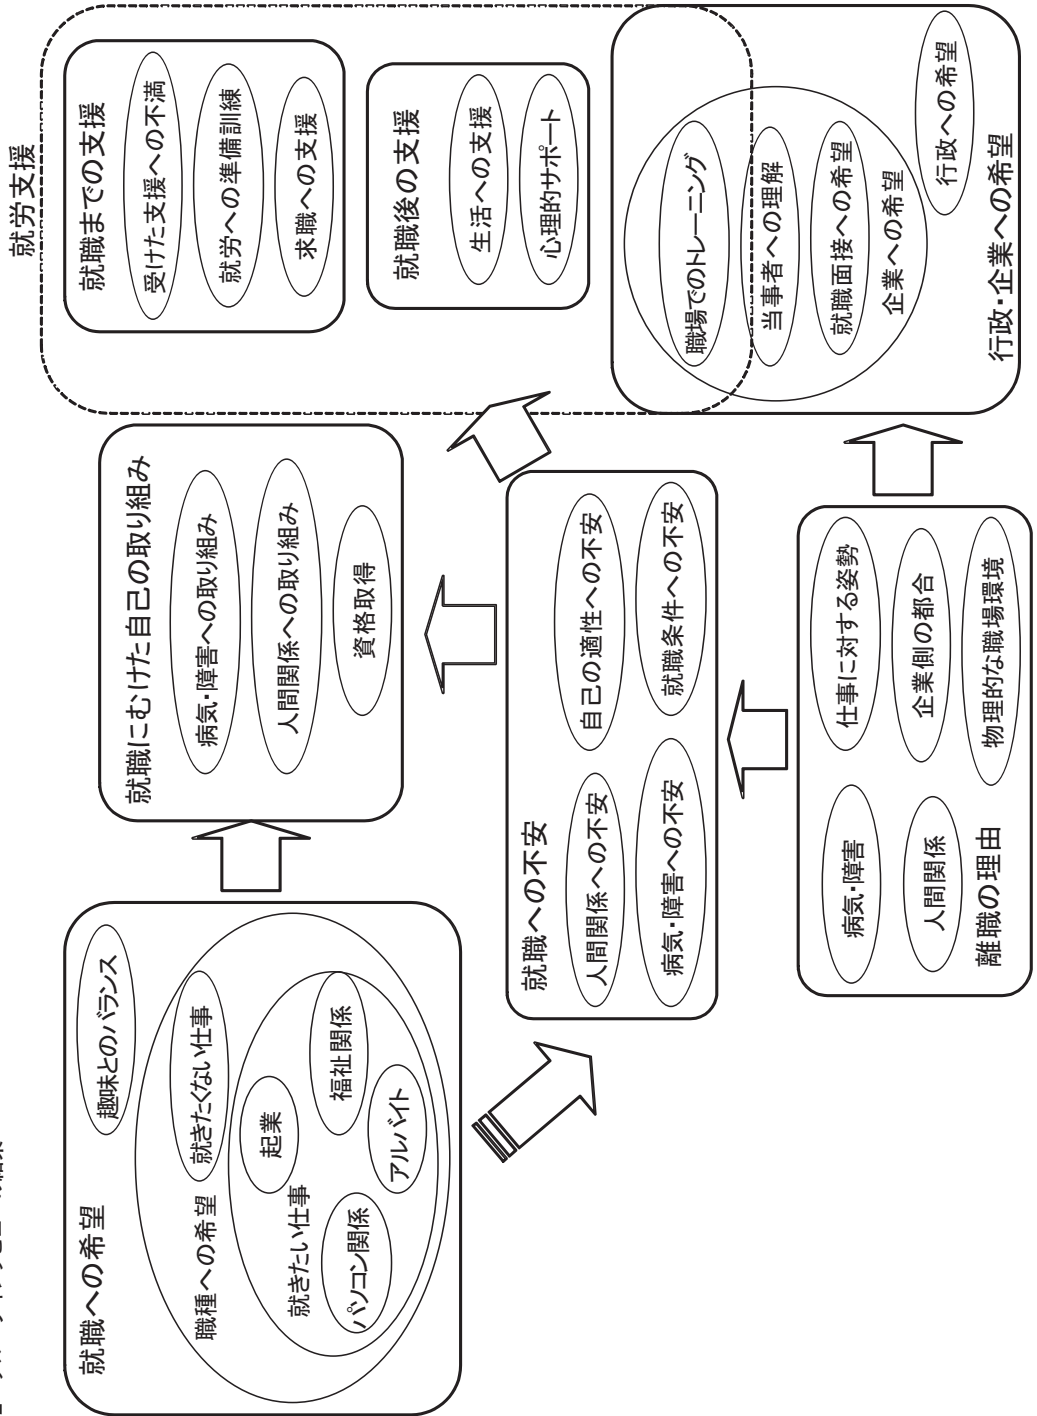 就職への希望
趣味とのバランス
職種への希望
就きたくない仕事
就きたい仕事
起業
福祉関係
パソコン関係
アルバイト
就職にむけた自己の取り組み
病気・障害への取り組み
人間関係への取り組み
資格取得
就労支援
就職までの支援
受けた支援への不満
就労への準備訓練
求職への支援
就職後の支援
生活への支援
心理的サポート
就職への不安
人間関係への不安
自己の適性への不安
病気・障害への不安
就職条件への不安
職場でのトレーニング
当事者への理解
就職面接への希望
企業への希望
行政への希望
行政・企業への希望
病気・障害
仕事に対する姿勢
人間関係
企業側の都合
離職の理由
物理的な職場環境